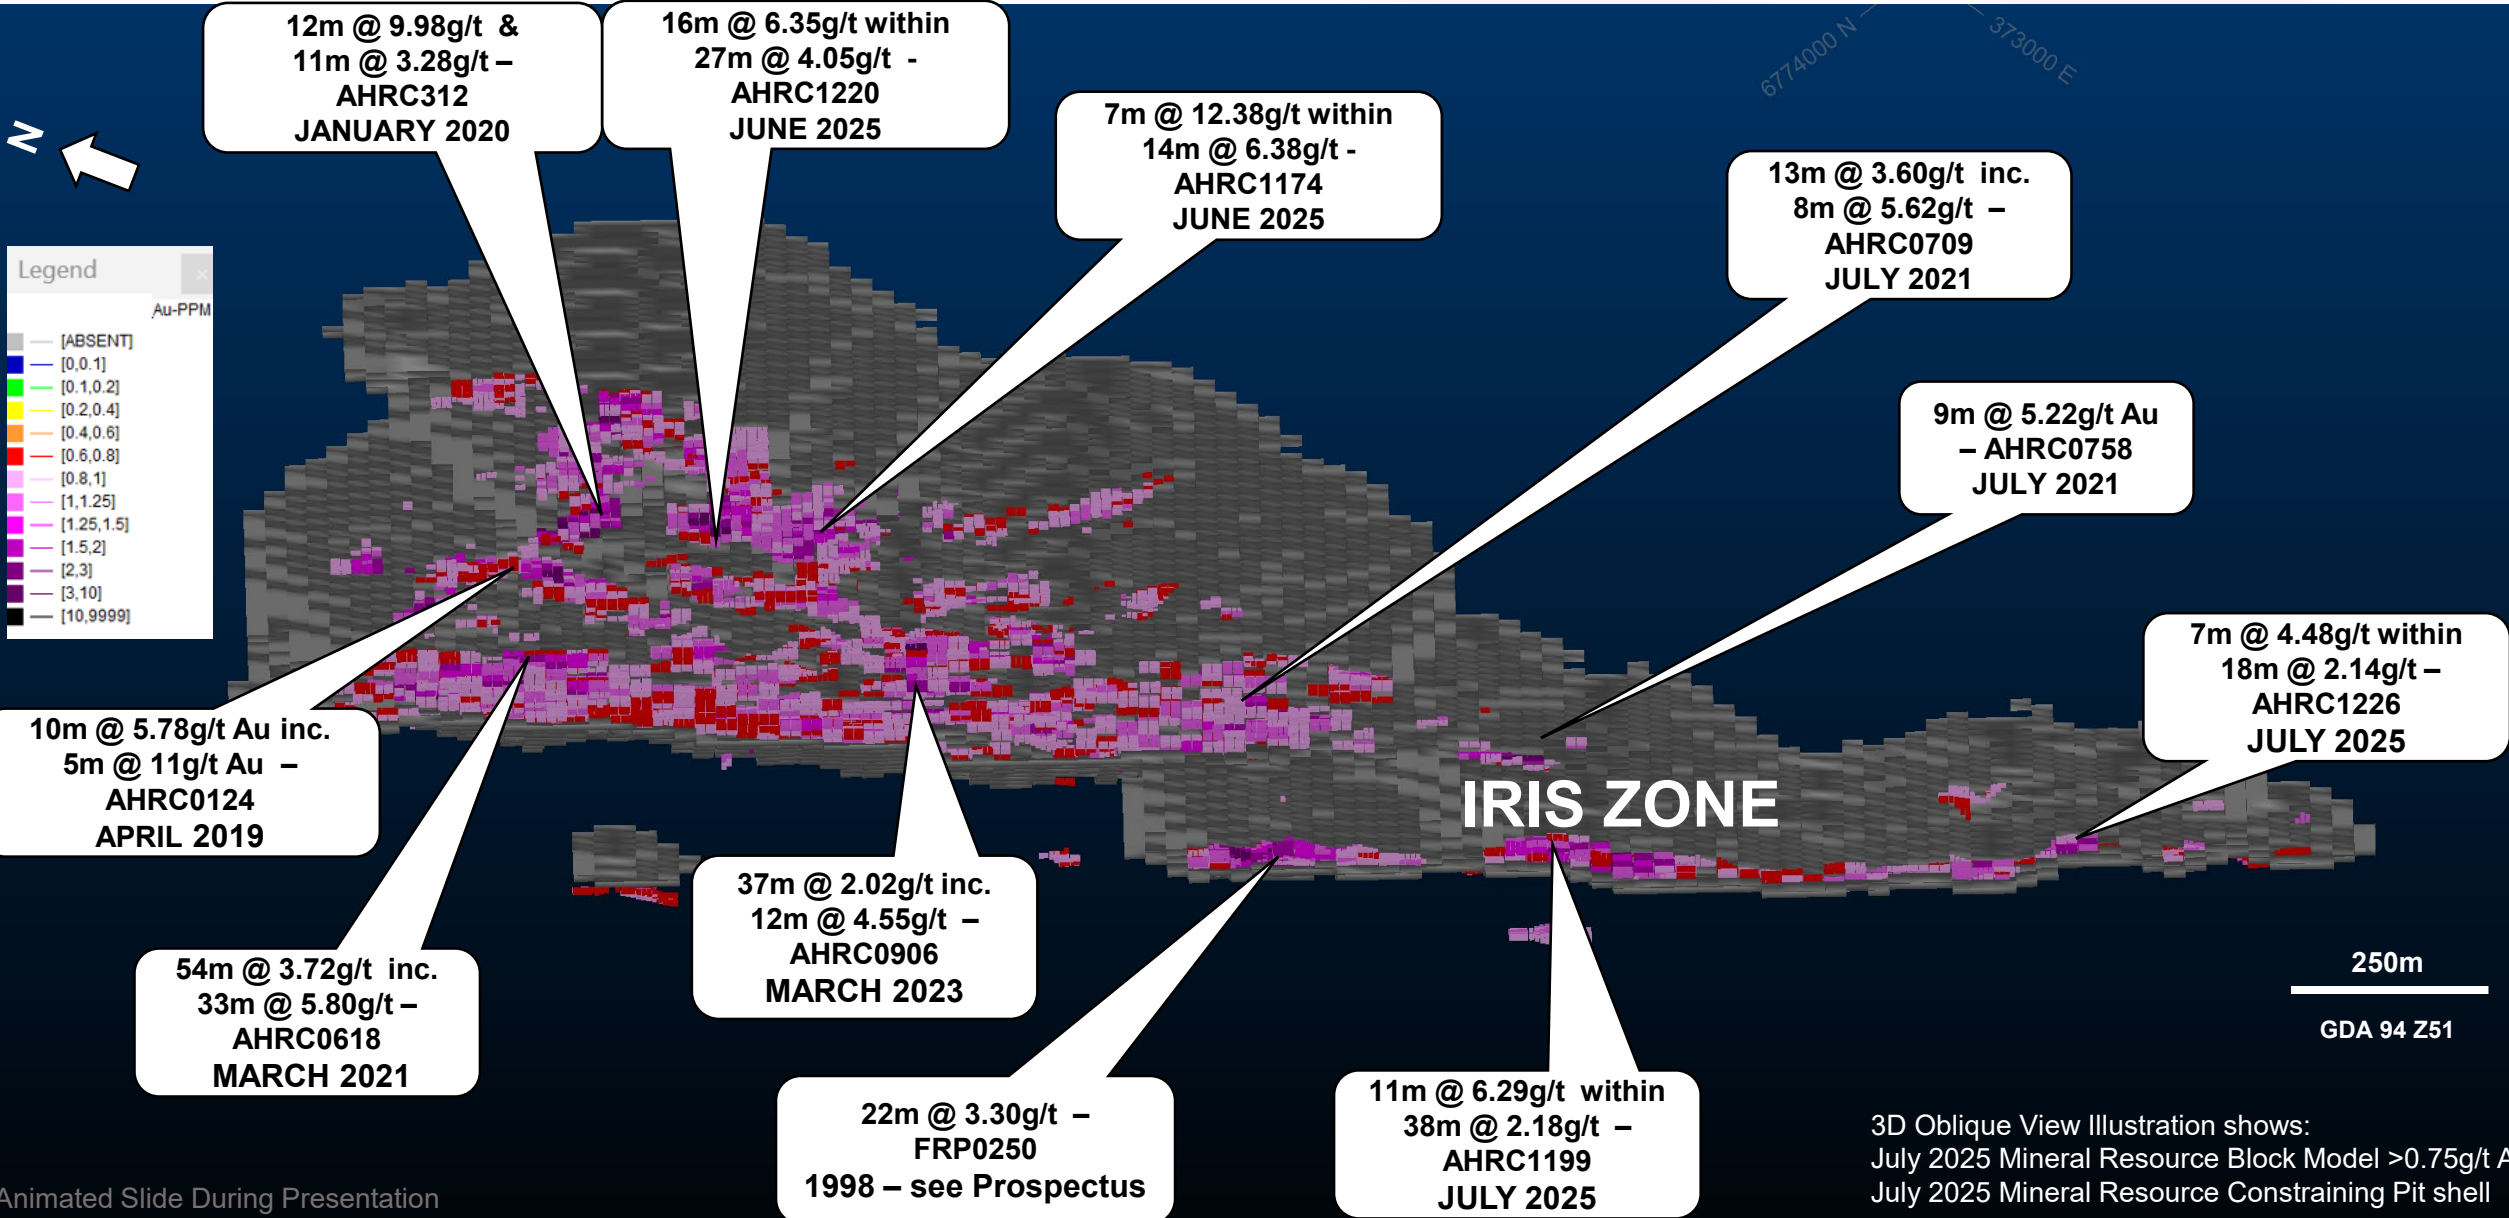 12m @ 9.98g/t &
11m @ 3.28g/t –
AHRC312
JANUARY 2020
16m @ 6.35g/t within
27m @ 4.05g/t -
AHRC1220
JUNE 2025
7m @ 12.38g/t within
14m @ 6.38g/t -
AHRC1174
JUNE 2025
6774000 N
373000 E
N
13m @ 3.60g/t inc.
8m @ 5.62g/t –
AHRC0709
JULY 2021
Legend
Au-PPM
[ABSENT]
[0,0.1]
[0.1,0.2]
[0.2,0.4]
[0.4,0.6]
[0.6,0.8]
[0.8,1]
[1,1.25]
[1.25,1.5]
[1.5,2]
[2,3]
[3,10]
[10,9999]
9m @ 5.22g/t Au
– AHRC0758
JULY 2021
7m @ 4.48g/t within
18m @ 2.14g/t –
AHRC1226
JULY 2025
10m @ 5.78g/t Au inc.
5m @ 11g/t Au –
AHRC0124
APRIL 2019
IRIS ZONE
37m @ 2.02g/t inc.
12m @ 4.55g/t –
AHRC0906
MARCH 2023
54m @ 3.72g/t inc.
33m @ 5.80g/t –
AHRC0618
MARCH 2021
250m
GDA 94 Z51
22m @ 3.30g/t –
FRP0250
1998 – see Prospectus
11m @ 6.29g/t within
38m @ 2.18g/t –
AHRC1199
JULY 2025
3D Oblique View Illustration shows:
July 2025 Mineral Resource Block Model >0.75g/t A
July 2025 Mineral Resource Constraining Pit shell
Animated Slide During Presentation